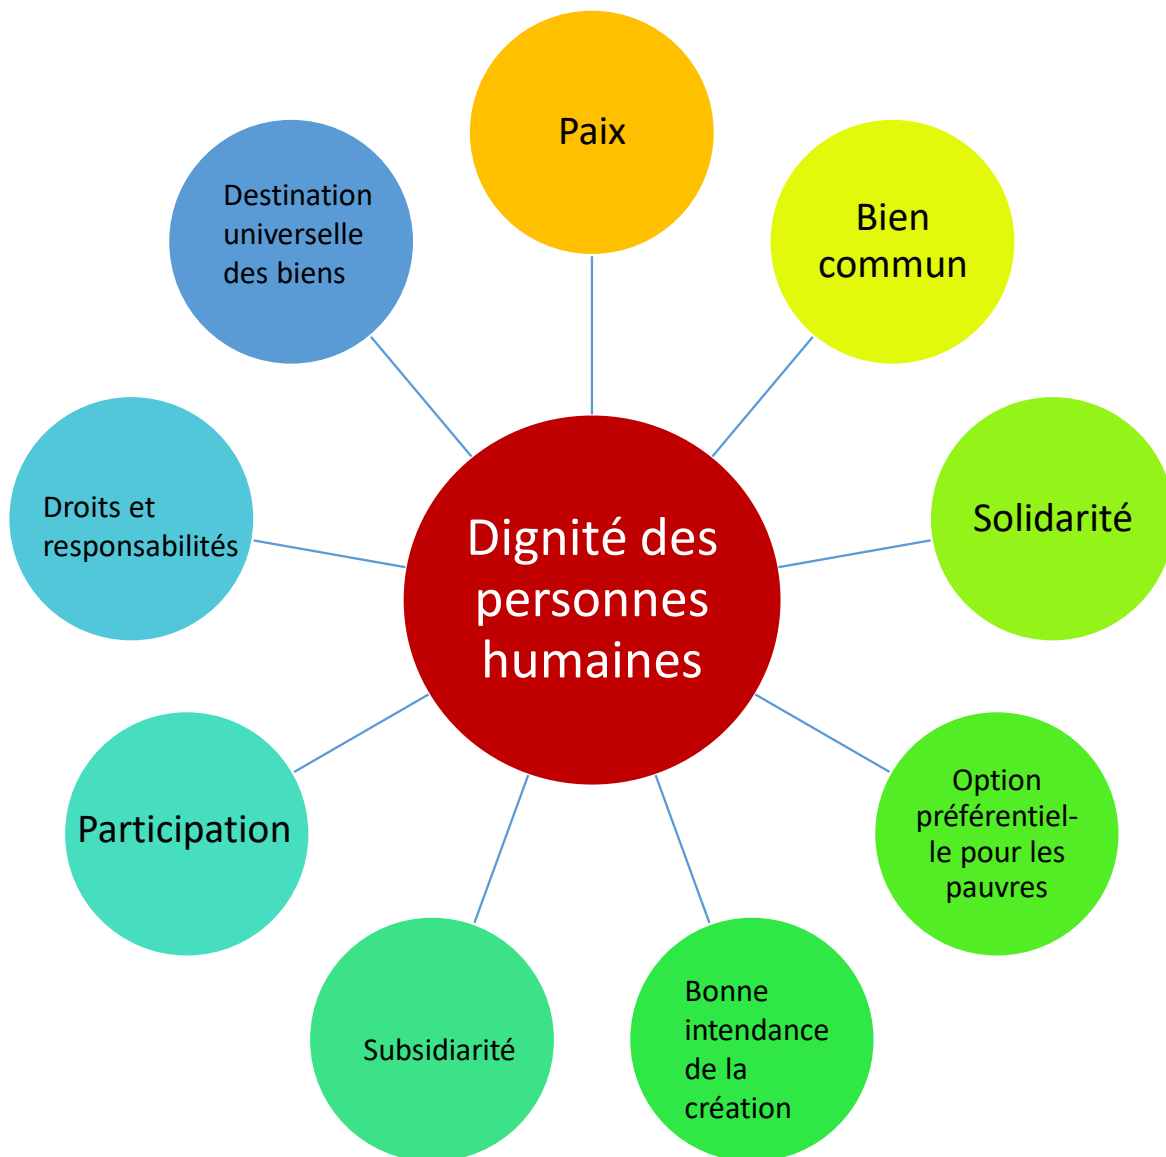 Paix
Bien
commun
Destination
universelle
des biens
Solidarité
Droits et
responsabilités
Dignité des
personnes
humaines
Option
préférentiel-
le pour les
pauvres
Participation
Bonne
intendance
de la
création
Subsidiarité